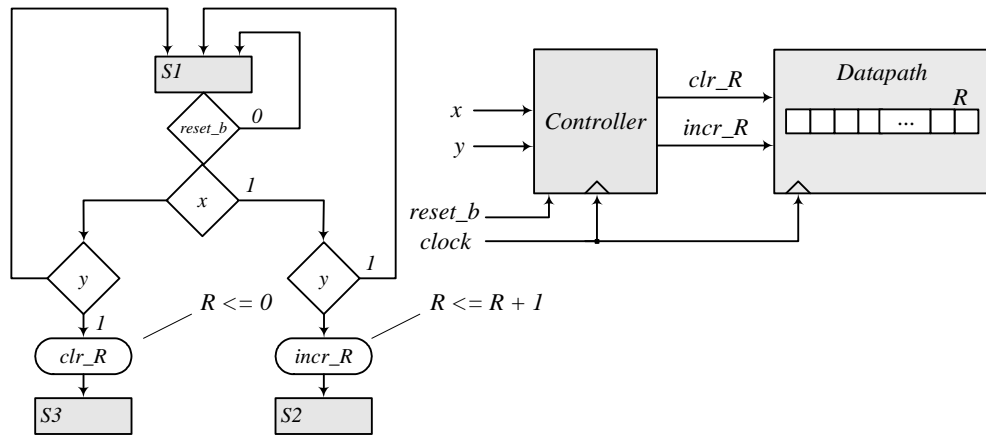 S1
reset_b
0
x
1
y
1
y
1
R <= 0
R <= R + 1
clr_R
incr_R
S3
S2
x
y
reset_b
clock
Controller
clr_R
incr_R
Datapath
R
...